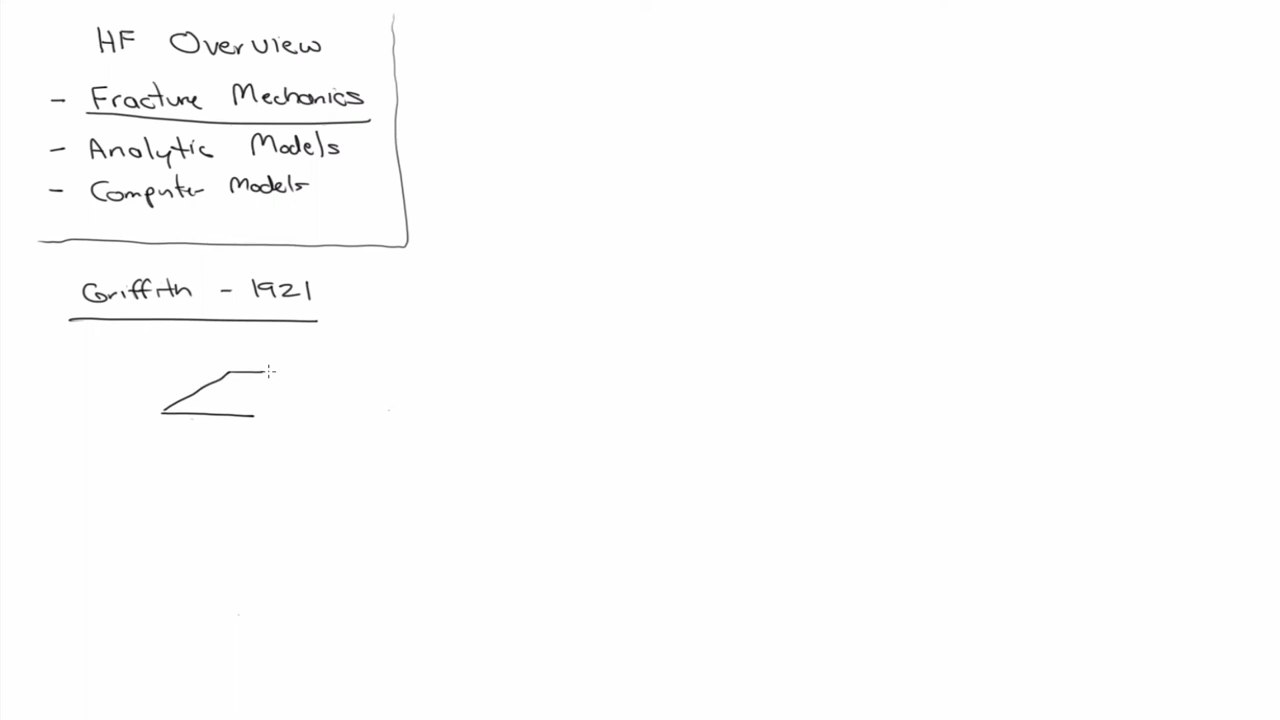 HF Overview
- Fracture Mechanics
- Analytic Models
- Computer Models
Griffith - 1921